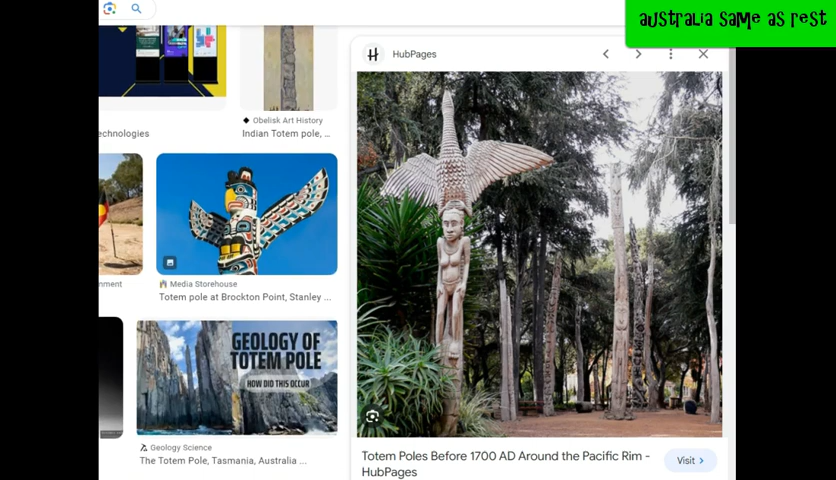 australia same as rest
HubPages
Obelisk Art History
echnologies
Indian Totem pole, ...
nment
Media Storehouse
Totem pole at Brockton Point, Stanley ...
GEOLOGY OF
TOTEM POLE
HOW DID THIS OCCUR
Geology Science
The Totem Pole, Tasmania, Australia ...
Totem Poles Before 1700 AD Around the Pacific Rim -
HubPages
Visit